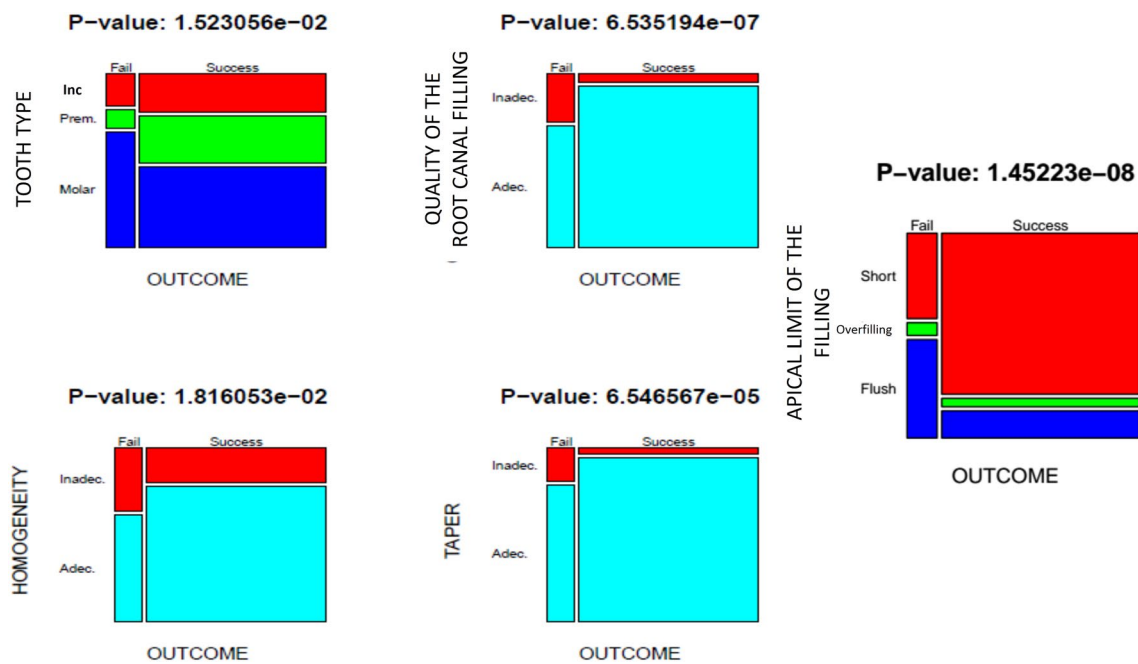 P-value: 1.523056e-02
Fail Success
TOOTH TYPE
Inc
Prem.
Molar
OUTCOME
P-value: 6.535194e-07
Fail Success
QUALITY OF THE
ROOT CANAL FILLING
Inadec.
Adec.
OUTCOME
P-value: 1.45223e-08
Fail Success
APICAL LIMIT OF THE
FILLING
Short
Overfilling
Flush
OUTCOME
P-value: 1.816053e-02
Fail Success
HOMOGENEITY
Inadec.
Adec.
OUTCOME
P-value: 6.546567e-05
Fail Success
TAPER
Inadec.
Adec.
OUTCOME